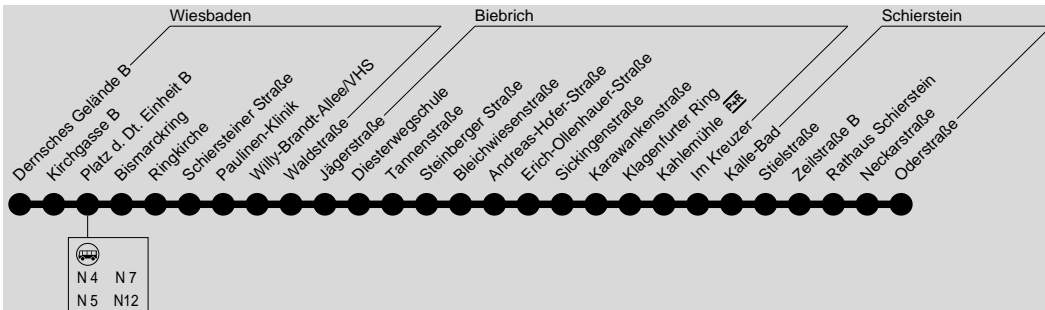 Wiesbaden
Biebrich
Schierstein
Dernsches Gelände B
Kirchgasse B
Platz d. Dt. Einheit B
Bismarckring
Ringkirche
Schiersteiner Straße
Paulinen-Klinik
Willy-Brandt-Allee/VHS
Waldstraße
Jägerstraße
Diesterwegschule
Tannenstraße
Steinberger Straße
Bleichwiesenstraße
Andreas-Hofer-Straße
Erich-Ollenhauer-Straße
Sickingenstraße
Karawankenstraße
Klagenfurter Ring
Kahlemühle P+R
Im Kreuzer
Kalle-Bad
Stielstraße
Zeilstraße B
Rathaus Schierstein
Neckarstraße
Oderstraße
N 4 N 7
N 5 N12